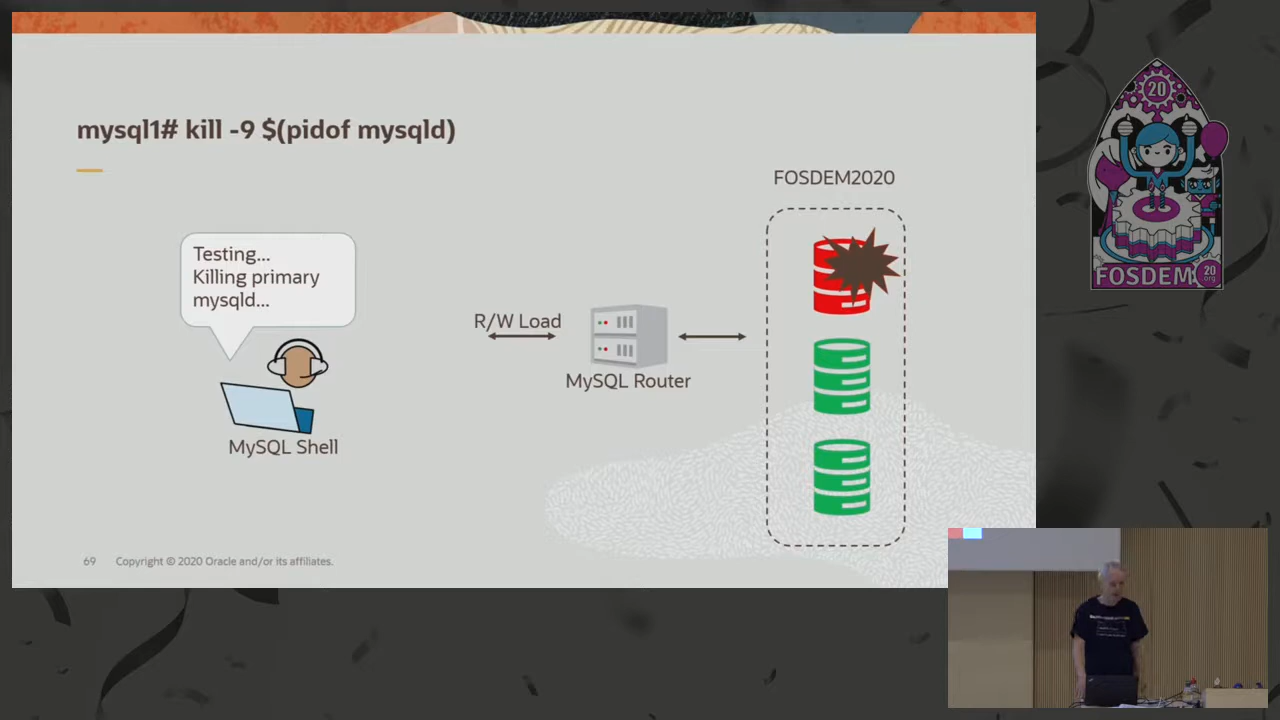 mysql1# kill -9 $(pidof mysqld)
FOSDEM2020
Testing...
Killing primary
mysqld...
R/W Load
MySQL Router
MySQL Shell
69 Copyright © 2020 Oracle and/or its affiliates.
20
FOSDEM
20
.org